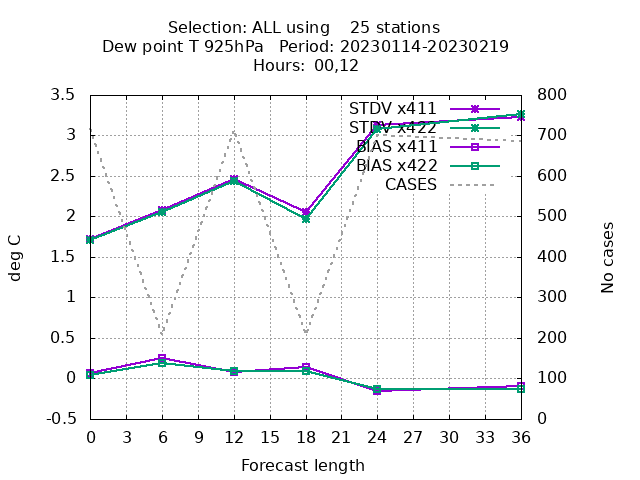 Selection: ALL using    25 stations
Dew point T 925hPa   Period: 20230114-20230219
Hours:  00,12
3.5
3
2.5
2
1.5
1
0.5
0
-0.5
deg C
800
700
600
500
400
300
200
100
0
No cases
STDV x411
STDV x422
BIAS x411
BIAS x422
CASES
0 3 6 9 12 15 18 21 24 27 30 33 36
Forecast length